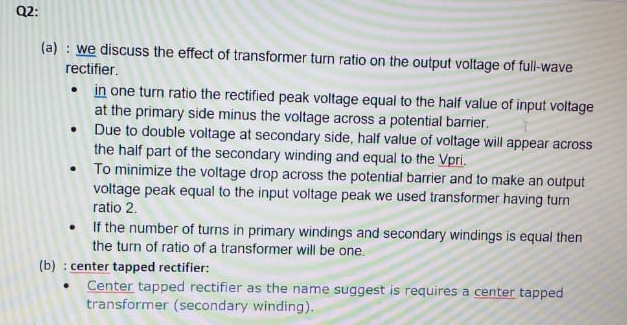 Q2:
(a) : we discuss the effect of transformer turn ratio on the output voltage of full-wave
rectifier.
• in one turn ratio the rectified peak voltage equal to the half value of input voltage
at the primary side minus the voltage across a potential barrier.
• Due to double voltage at secondary side, half value of voltage will appear across
the half part of the secondary winding and equal to the Vpri.
• To minimize the voltage drop across the potential barrier and to make an output
voltage peak equal to the input voltage peak we used transformer having turn
ratio 2.
• If the number of turns in primary windings and secondary windings is equal then
the turn of ratio of a transformer will be one.
(b) : center tapped rectifier:
• Center tapped rectifier as the name suggest is requires a center tapped
transformer (secondary winding).